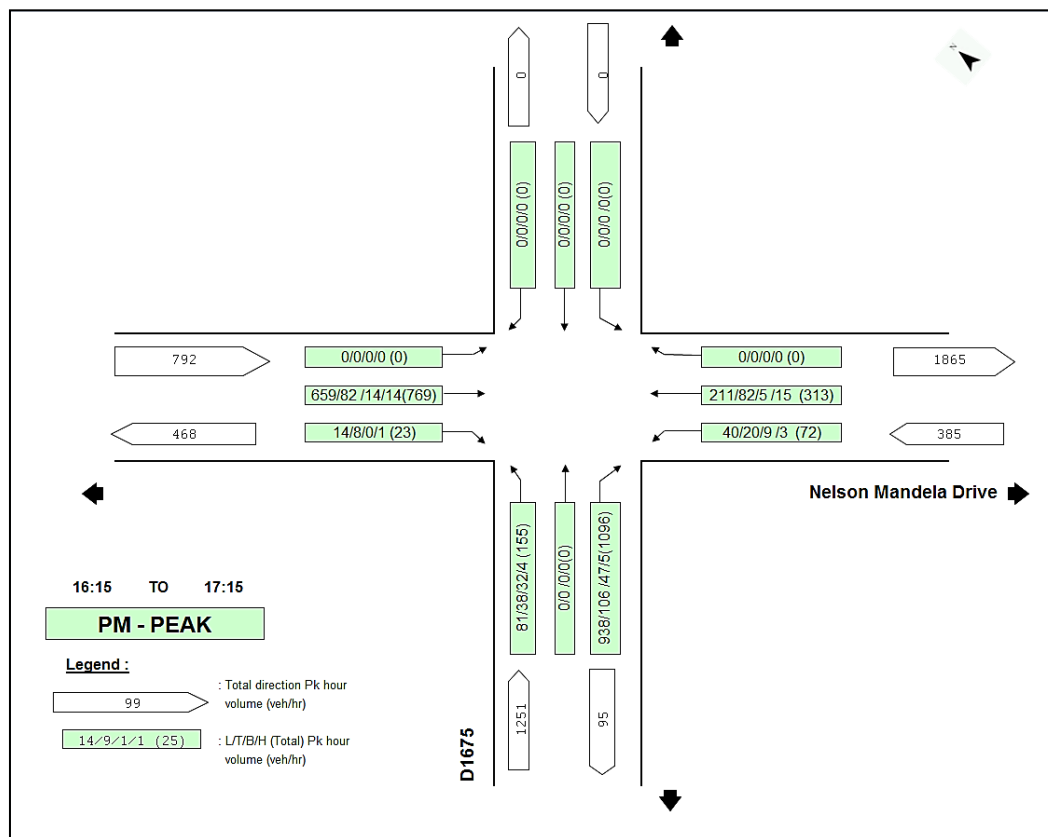 0
0
0/0/0/0 (0)
0/0/0/0 (0)
0/0/0 /0(0)
N
792
0/0/0/0 (0)
0/0/0/0 (0)
1865
659/82 /14/14(769)
211/82/5 /15 (313)
468
14/8/0/1 (23)
40/20/9 /3 (72)
385
Nelson Mandela Drive
81/38/32/4 (155)
0/0 /0/0(0)
938/106 /47/5(1096)
16:15 TO 17:15
PM - PEAK
Legend :
99
: Total direction Pk hour
volume (veh/hr)
14/9/1/1 (25)
: L/T/B/H (Total) Pk hour
volume (veh/hr)
D1675
1251
95